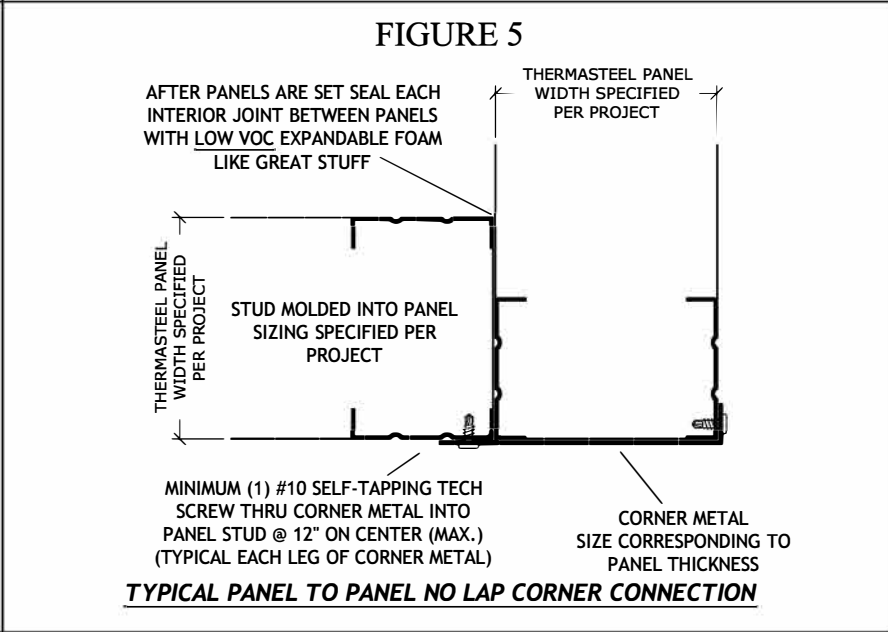 FIGURE 5
AFTER PANELS ARE SET SEAL EACH
INTERIOR JOINT BETWEEN PANELS
WITH LOW VOC EXPANDABLE FOAM
LIKE GREAT STUFF
THERMASTEEL PANEL
WIDTH SPECIFIED
PER PROJECT
THERMASTEEL PANEL
WIDTH SPECIFIED
PER PROJECT
STUD MOLDED INTO PANEL
SIZING SPECIFIED PER
PROJECT
MINIMUM (1) #10 SELF-TAPPING TECH
SCREW THRU CORNER METAL INTO
PANEL STUD @ 12" ON CENTER (MAX.)
(TYPICAL EACH LEG OF CORNER METAL)
CORNER METAL
SIZE CORRESPONDING TO
PANEL THICKNESS
TYPICAL PANEL TO PANEL NO LAP CORNER CONNECTION